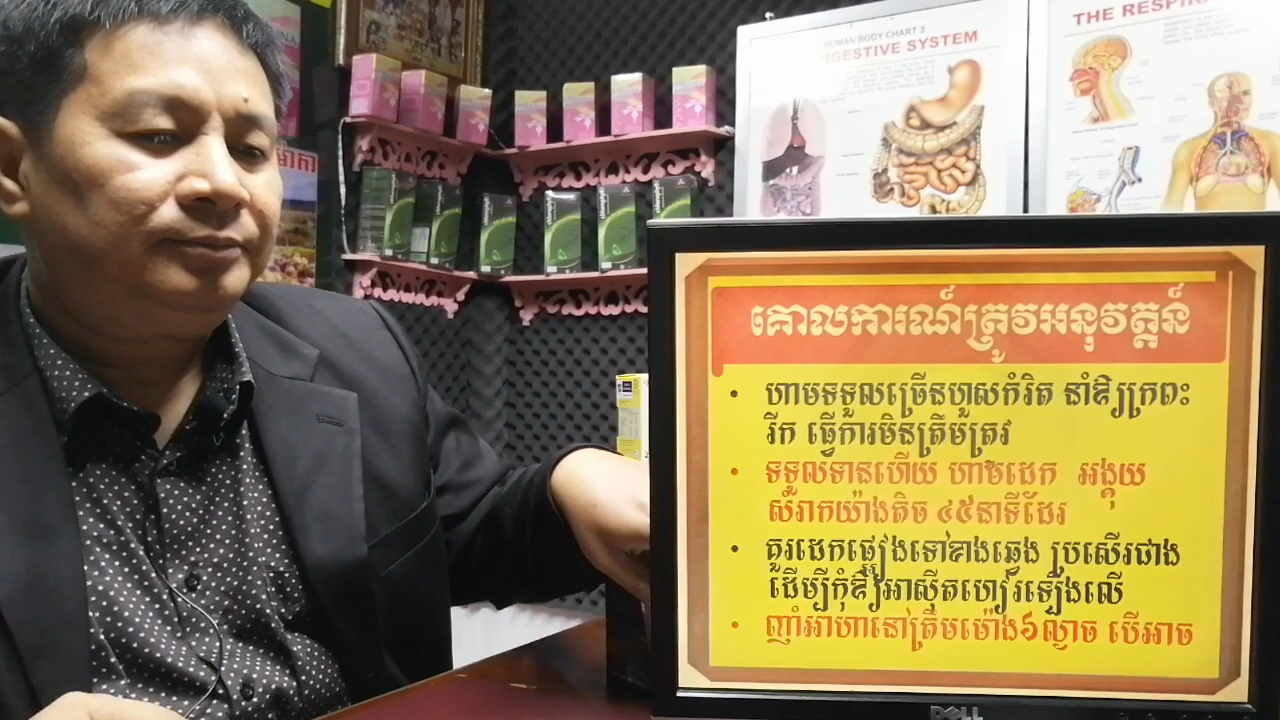 HUMAN BODY CHART 3
DIGESTIVE SYSTEM
THE
គោលការណ៍ត្រូវអនុវត្តន៍
• ហាមទទួលច្រើនហួសកំរិត នាំឱ្យក្រពះ
រីក ធ្វើការមិនត្រឹមត្រូវ
• ទទួលទានហើយ ហាមដេក អង្គុយ
សំរាកយ៉ាងតិច ៤៥នាទីដែរ
• គួរដេកផ្អៀងទៅខាងឆ្វេង ប្រសើរជាង
ដើម្បីកុំឱ្យអាស៊ីតហៀរឡើងលើ
• ញ៉ាំអាហានៅត្រឹមម៉ោង៦ល្ងាច បើអាច
DELL